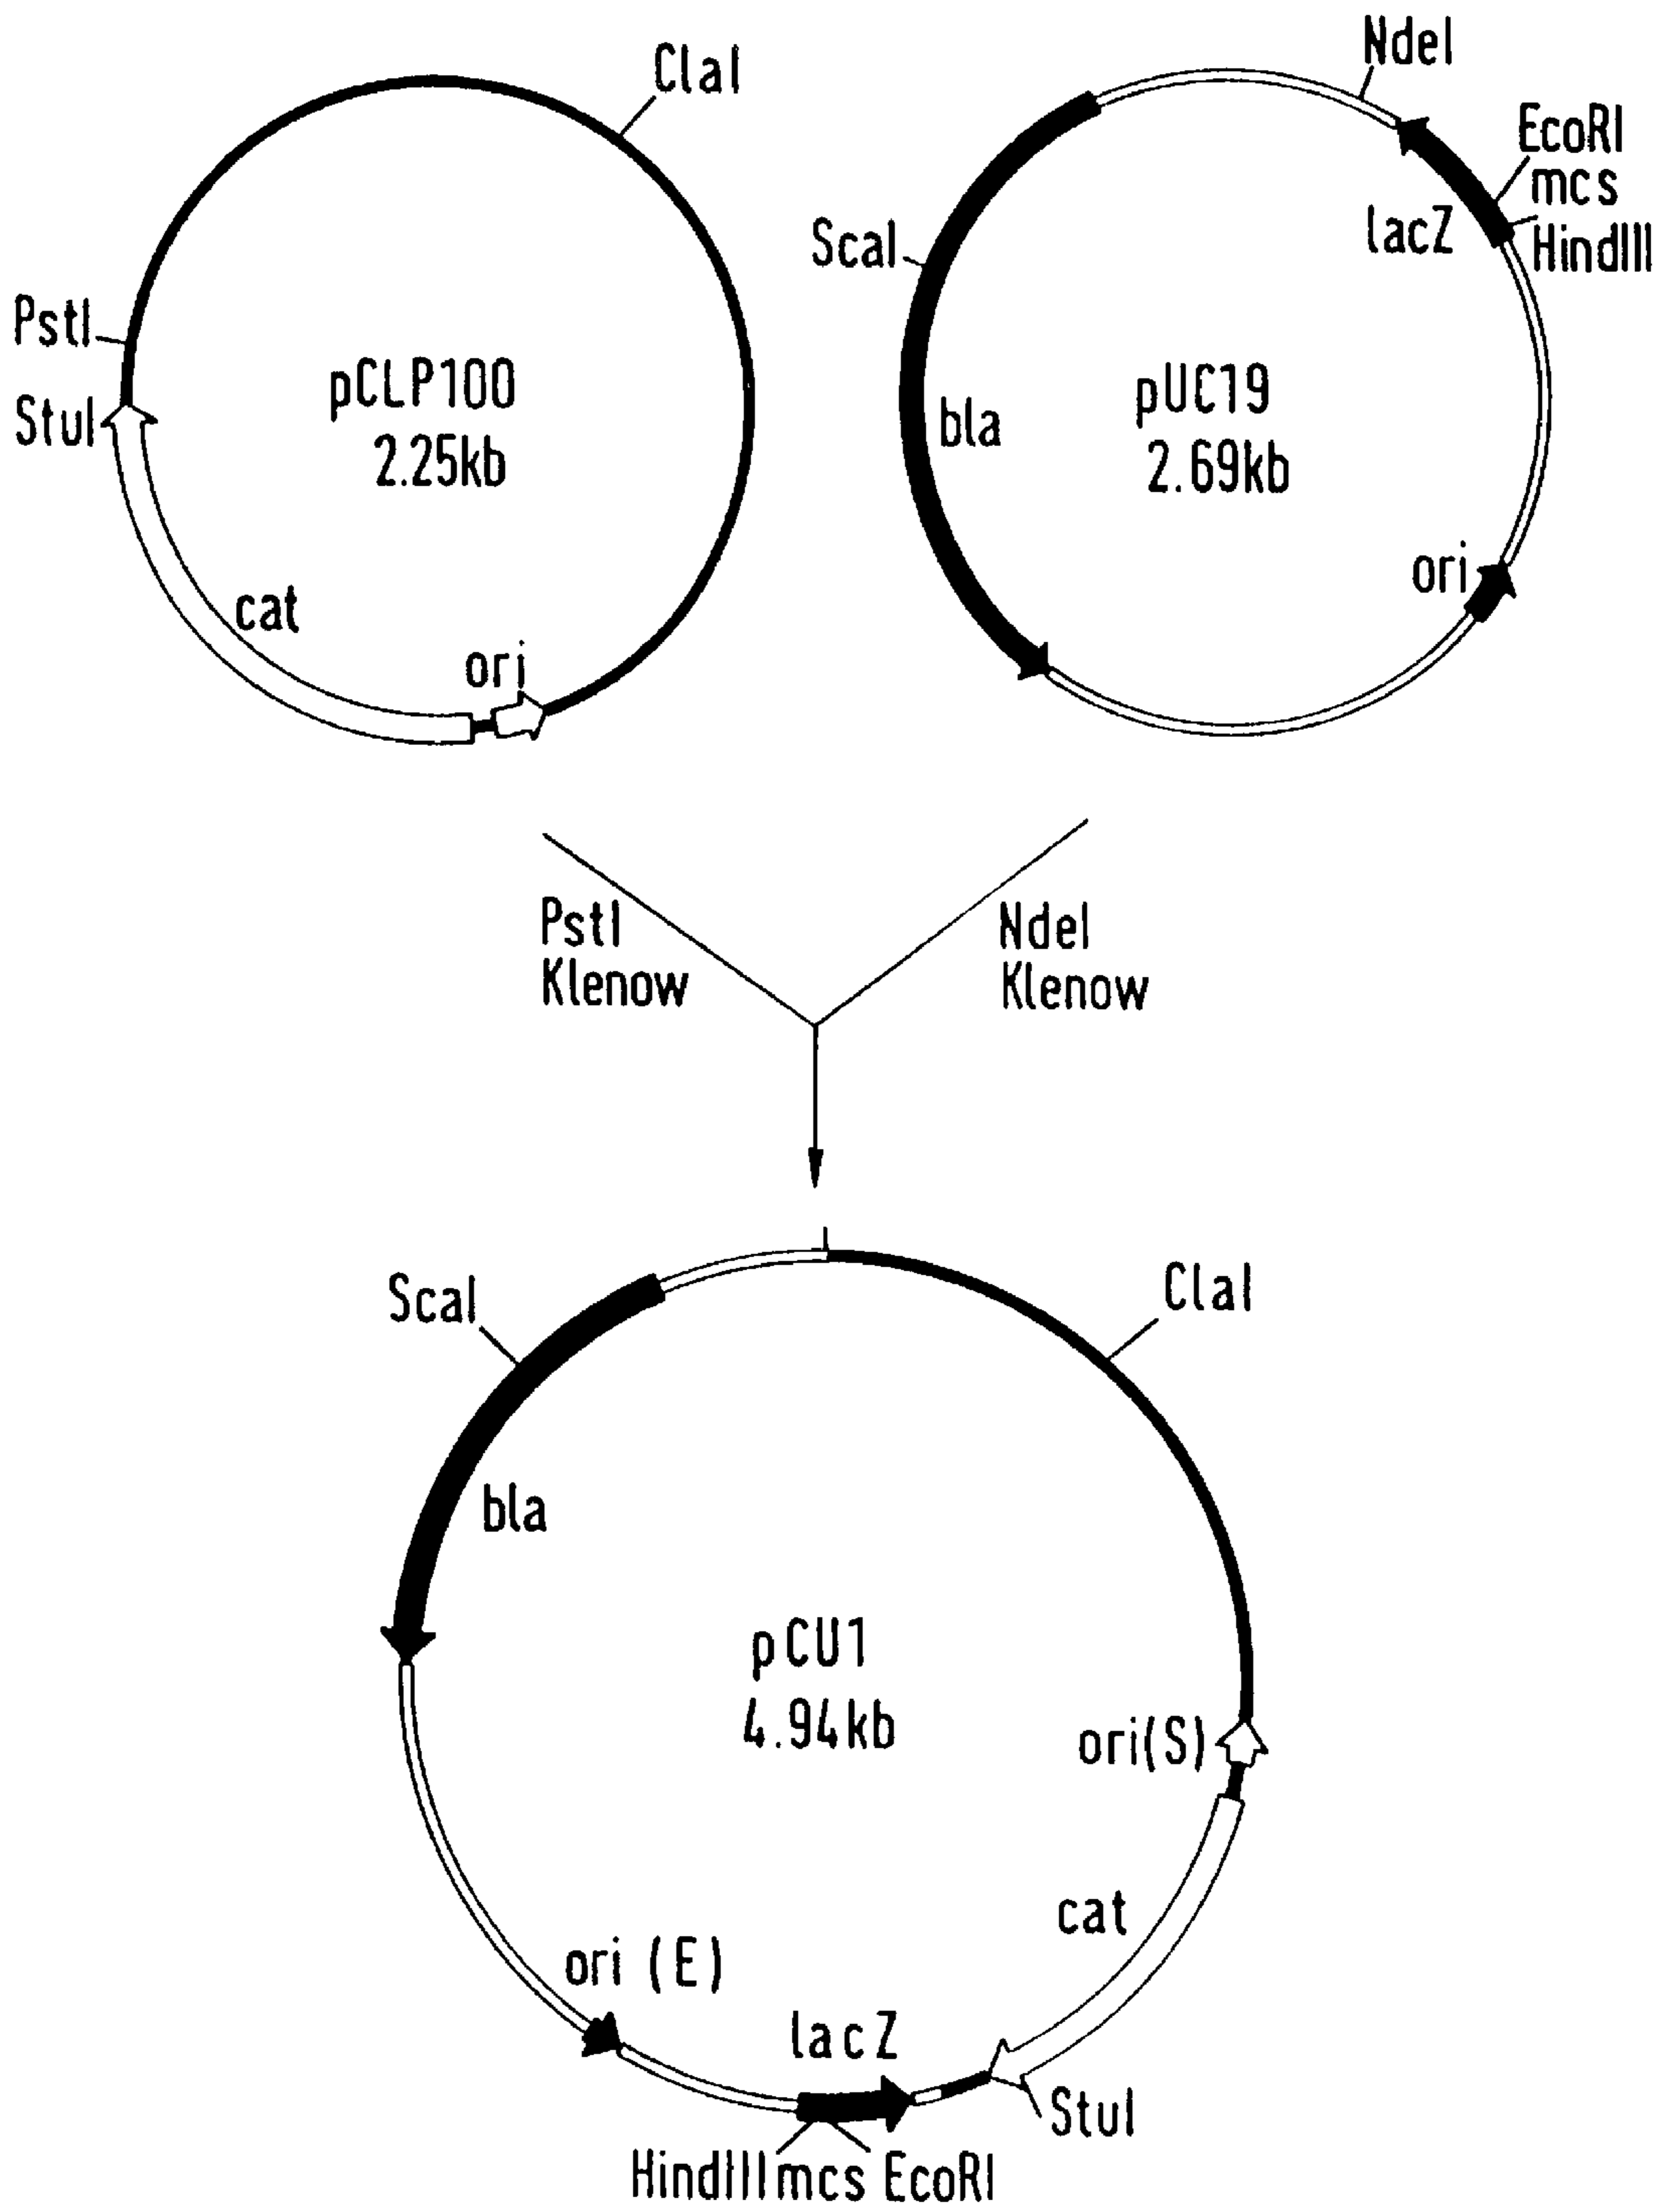 ClaI
PstI
StuI
pCLP100
2.25kb
cat
ori
NdeI
EcoRI
mcs
HindIII
lacZ
ScaI
pUC19
2.69kb
bla
ori
PstI
Klenow
NdeI
Klenow
ScaI
ClaI
bla
pCU1
4.94kb
ori(S)
cat
ori (E)
lacZ
StuI
HindIII mcs EcoRI